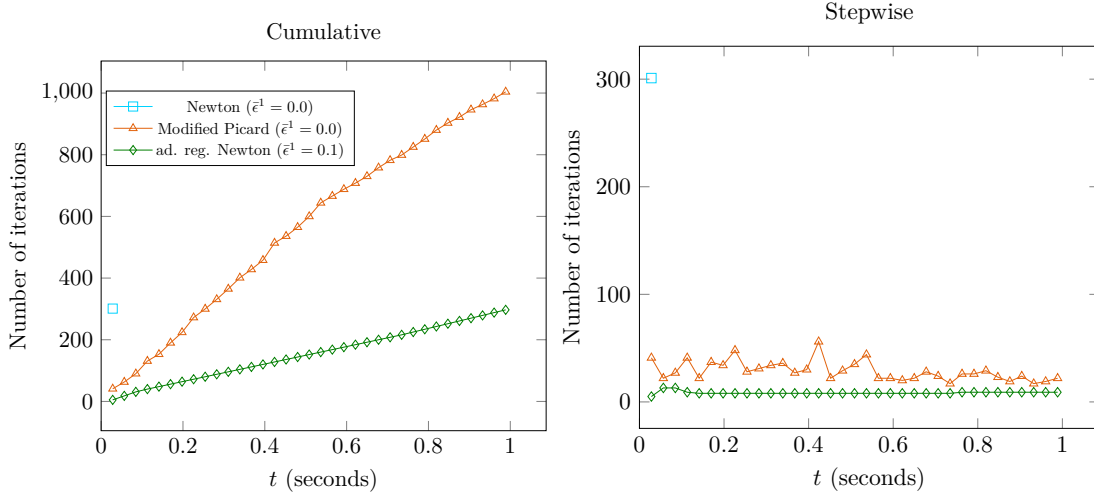 Cumulative
Number of iterations
1,000
800
600
400
200
0
Newton (ε̄¹ = 0.0)
Modified Picard (ε̄¹ = 0.0)
ad. reg. Newton (ε̄¹ = 0.1)
0 0.2 0.4 0.6 0.8 1
t (seconds)
Stepwise
Number of iterations
300
200
100
0
0 0.2 0.4 0.6 0.8 1
t (seconds)